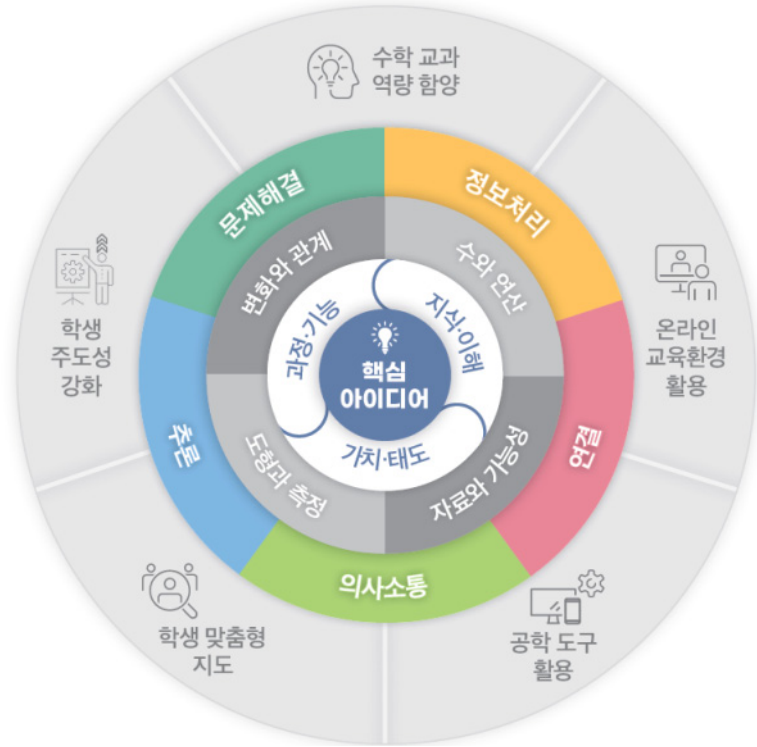 수학 교과
역량 함양
문제해결
정보처리
변화와 관계
수와 연산
과정·기능
지식·이해
핵심
아이디어
가치·태도
학생
주도성
강화
온라인
교육환경
활용
추론
연결
도형과 측정
자료와 가능성
의사소통
학생 맞춤형
지도
공학 도구
활용